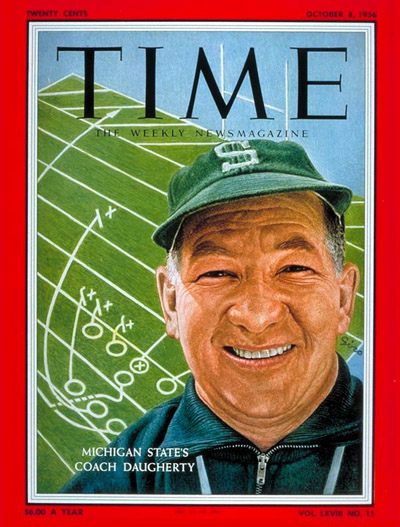 TWENTY CENTS
OCTOBER 8, 1956
TIME
THE WEEKLY NEWSMAGAZINE
S
MICHIGAN STATE'S
COACH DAUGHERTY
$6.00 A YEAR
VOL. LXVIII NO. 15